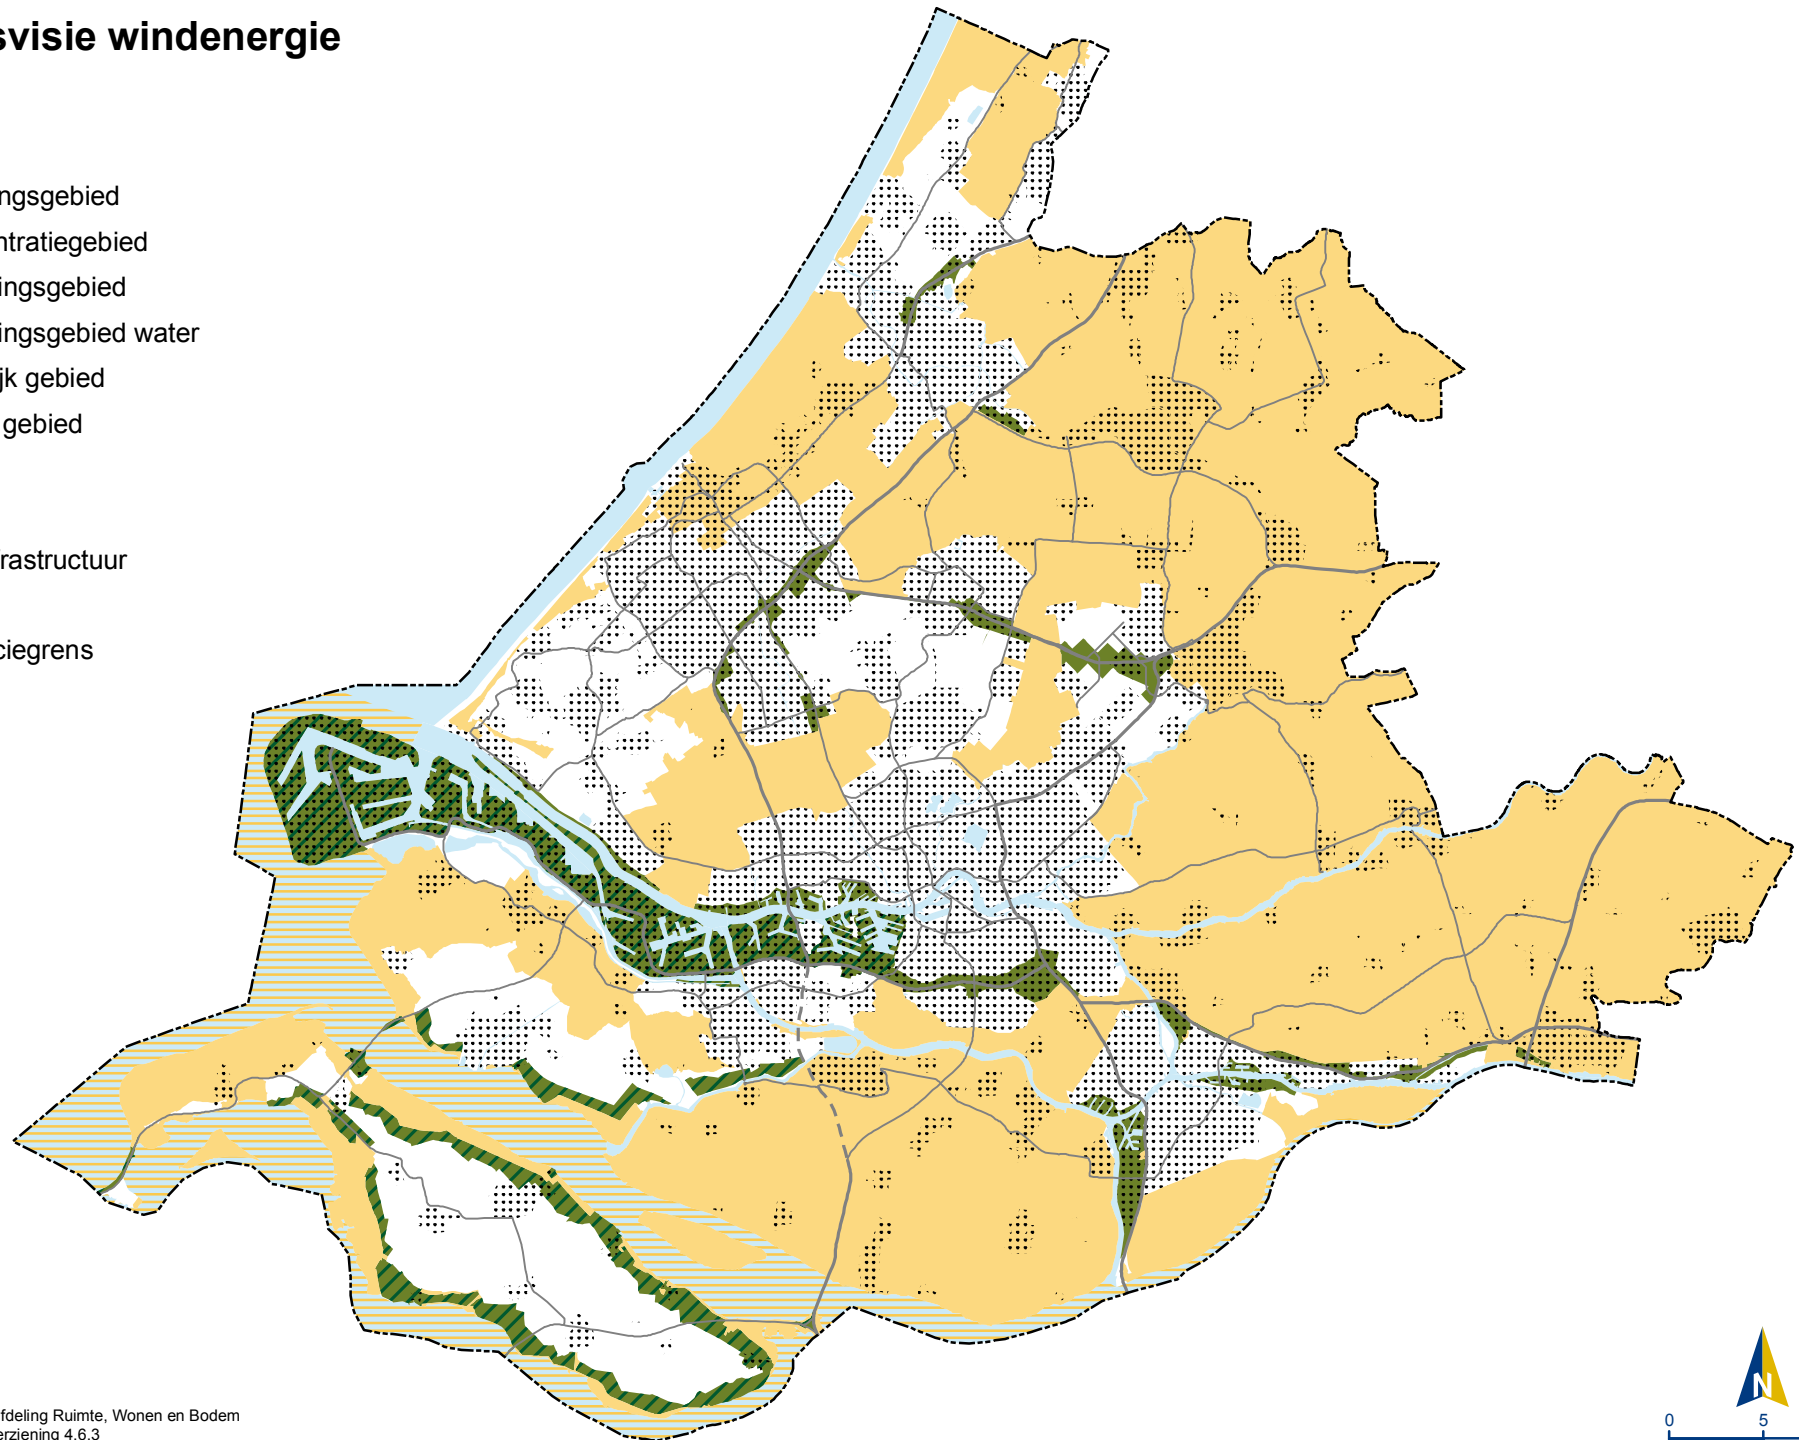 svisie windenergie
ngsgebied
ntratiegebied
ingsgebied
ingsgebied water
jk gebied
gebied
rastructuur
ciegrens
fdeling Ruimte, Wonen en Bodem
erziening 4.6.3
N
0 5